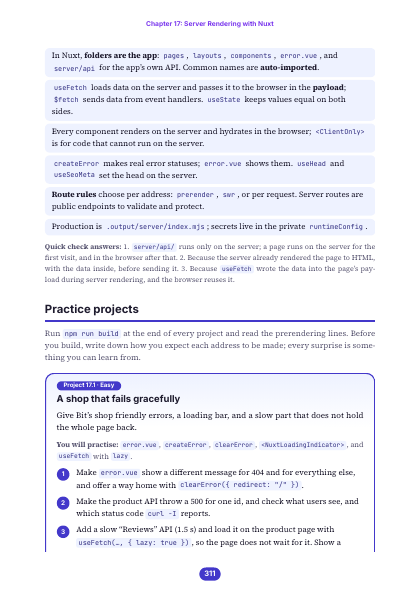 Chapter 17: Server Rendering with Nuxt
In Nuxt, folders are the app: pages, layouts, components, error.vue, and
server/api for the app's own API. Common names are auto-imported.
useFetch loads data on the server and passes it to the browser in the payload;
$fetch sends data from event handlers. useState keeps values equal on both
sides.
Every component renders on the server and hydrates in the browser; <ClientOnly>
is for code that cannot run on the server.
createError makes real error statuses; error.vue shows them. useHead and
useSeoMeta set the head on the server.
Route rules choose per address: prerender, swr, or per request. Server routes are
public endpoints to validate and protect.
Production is .output/server/index.mjs; secrets live in the private runtimeConfig.
Quick check answers: 1. server/api/ runs only on the server; a page runs on the server for the
first visit, and in the browser after that. 2. Because the server already rendered the page to HTML,
with the data inside, before sending it. 3. Because useFetch wrote the data into the page's pay-
load during server rendering, and the browser reuses it.
Practice projects
Run npm run build at the end of every project and read the prerendering lines. Before
you build, write down how you expect each address to be made; every surprise is some-
thing you can learn from.
Project 17.1 · Easy
A shop that fails gracefully
Give Bit's shop friendly errors, a loading bar, and a slow part that does not hold
the whole page back.
You will practise: error.vue, createError, clearError, <NuxtLoadingIndicator>, and
useFetch with lazy.
1 Make error.vue show a different message for 404 and for everything else,
and offer a way home with clearError({ redirect: "/" }).
2 Make the product API throw a 500 for one id, and check what users see, and
which status code curl -I reports.
3 Add a slow “Reviews” API (1.5 s) and load it on the product page with
useFetch(…, { lazy: true }), so the page does not wait for it. Show a
311